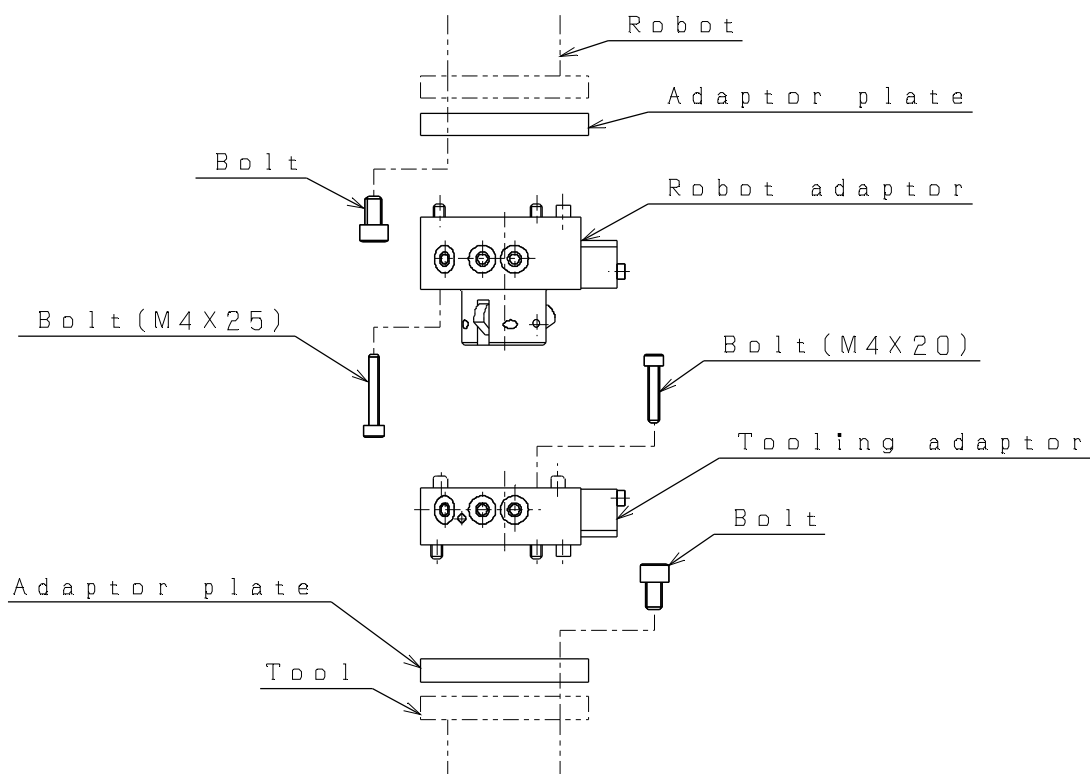 Robot
Adaptor plate
Bolt
Robot adaptor
Bolt(M4X25)
Bolt(M4X20)
Tooling adaptor
Bolt
Adaptor plate
Tool